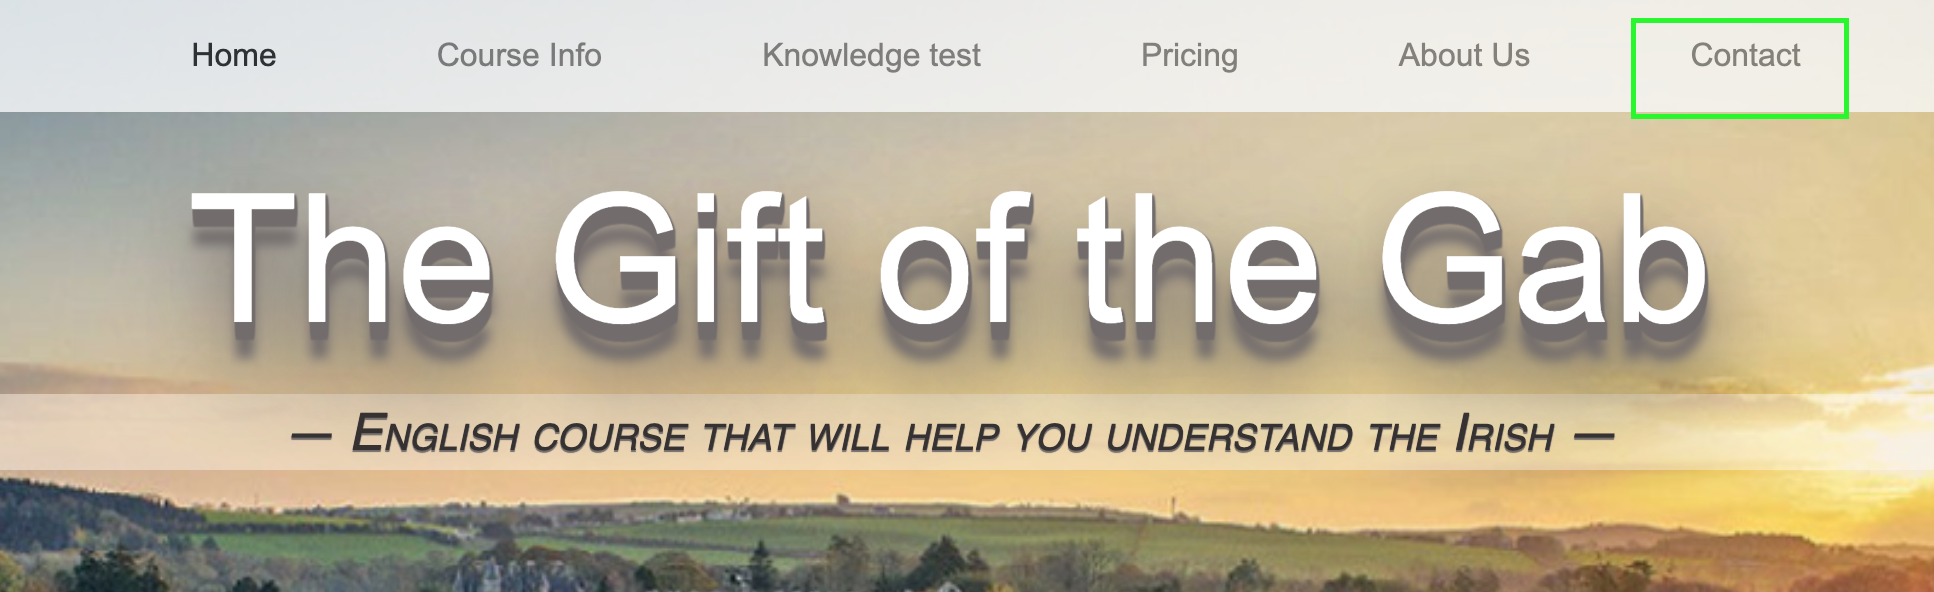 Home Course Info Knowledge test Pricing About Us Contact
The Gift of the Gab
— English course that will help you understand the Irish —